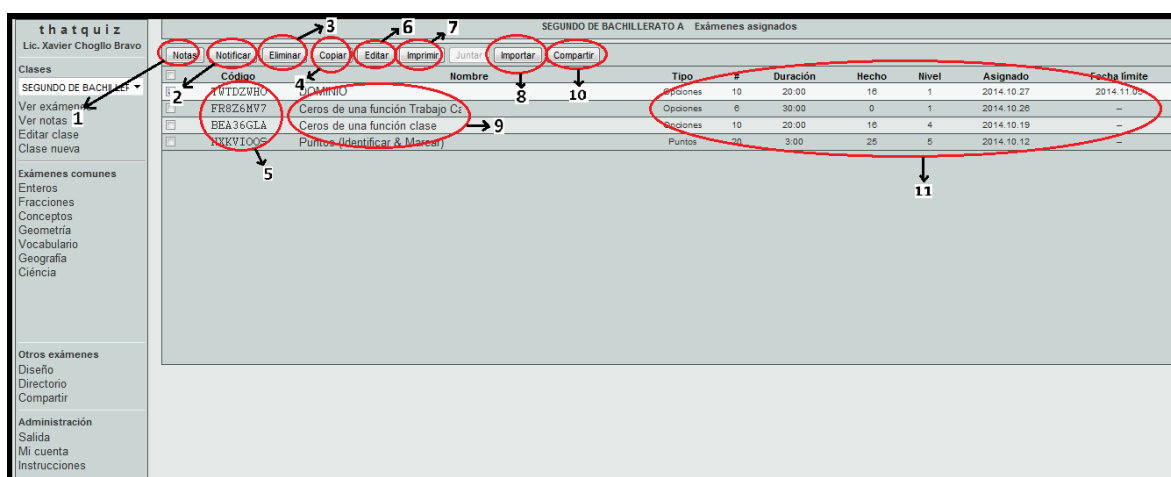 thatquiz
Lic. Xavier Chogllo Bravo
Clases
Ver exámenes
Ver notas
Editar clase
Clase nueva
Exámenes comunes
Enteros
Fracciones
Conceptos
Geometría
Vocabulario
Geografía
Ciéncia
Otros exámenes
Diseño
Directorio
Compartir
Administración
Salida
Mi cuenta
Instrucciones
SEGUNDO DE BACHILLERATO A Exámenes asignados
Notas Notificar Eliminar Copiar Editar Imprimir Juntar Importar Compartir
Código Nombre Tipo # Duración Hecho Nivel Asignado Fecha límite
DOMINIO Opciones 10 20:00 16 1 2014.10.27 2014.11.05
FR8Z6MV7 Ceros de una función Trabajo Ca Opciones 6 30:00 0 1 2014.10.26 –
BEA36GLA Ceros de una función clase Opciones 10 20:00 16 4 2014.10.19 –
Puntos (Identificar & Marcar) Puntos 20 3:00 25 5 2014.10.12 –
1
2
3
4
5
6
7
8
9
10
11